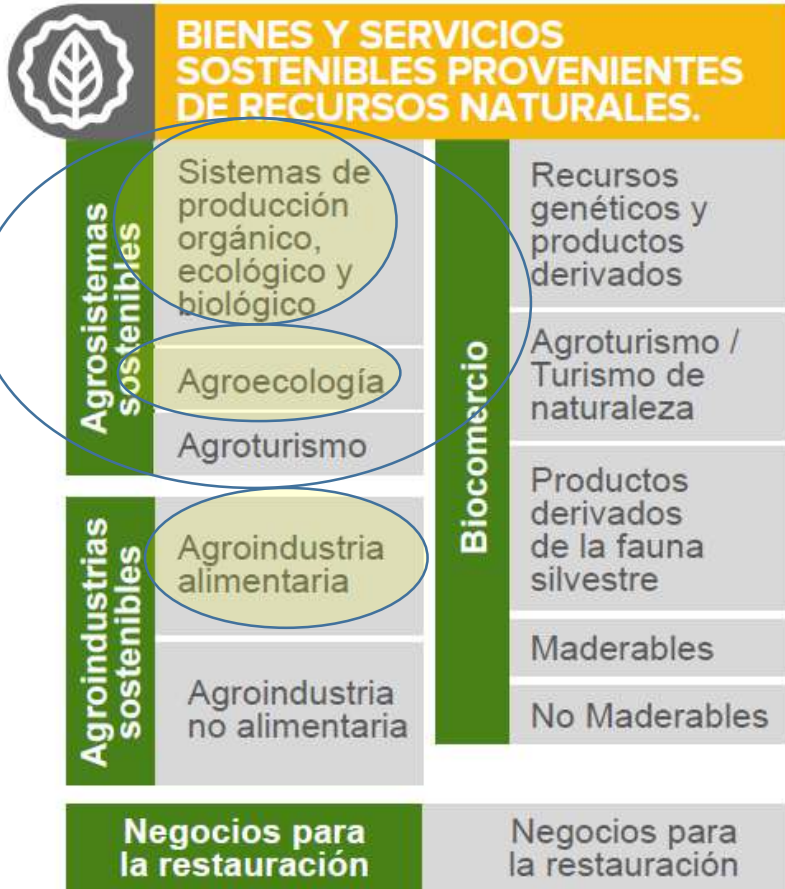 BIENES Y SERVICIOS
SOSTENIBLES PROVENIENTES
DE RECURSOS NATURALES.
Agrosistemas
sostenibles
Sistemas de
producción
orgánico,
ecológico y
biológico
Agroecología
Agroturismo
Agroindustrias
sostenibles
Agroindustria
alimentaria
Agroindustria
no alimentaria
Biocomercio
Recursos
genéticos y
productos
derivados
Agroturismo /
Turismo de
naturaleza
Productos
derivados
de la fauna
silvestre
Maderables
No Maderables
Negocios para
la restauración
Negocios para
la restauración